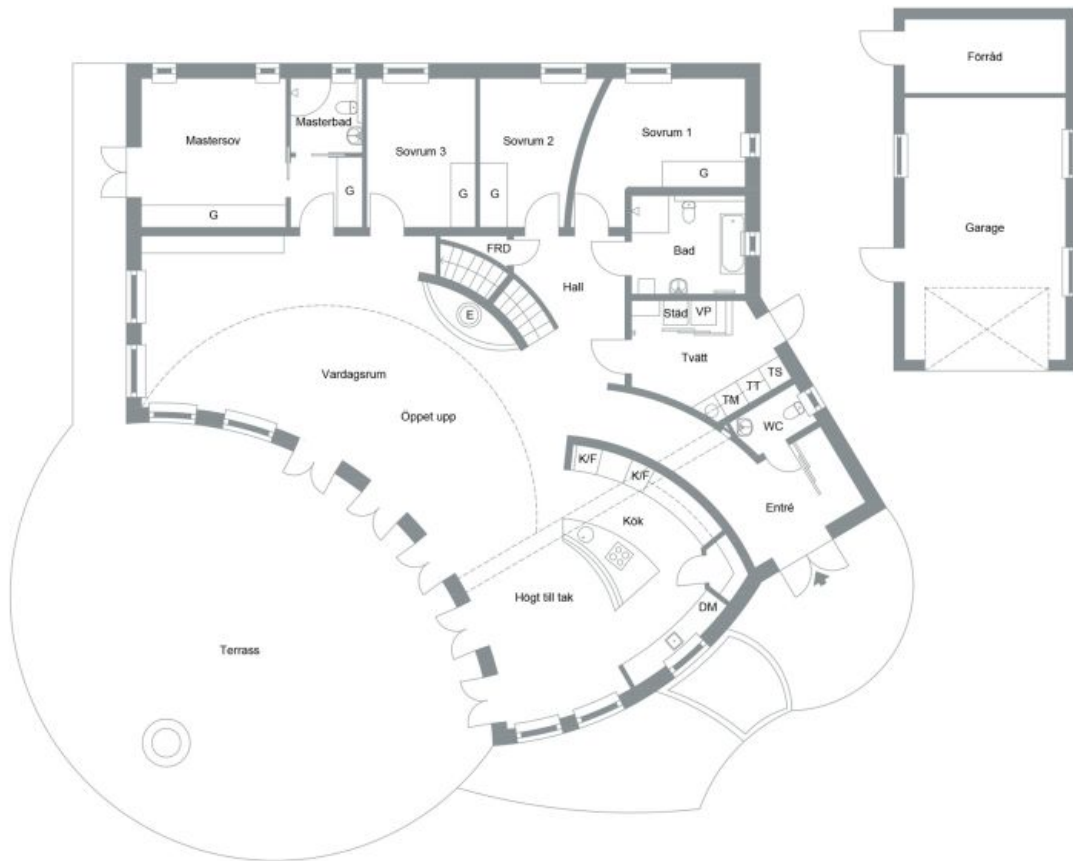 Förråd
Garage
Mastersov
Masterbad
Sovrum 3
Sovrum 2
Sovrum 1
G
G
G
G
G
FRD
Hall
Bad
E
Städ
VP
Tvätt
TM
TT
TS
WC
Vardagsrum
Öppet upp
K/F
K/F
Kök
Entré
Högt till tak
DM
Terrass